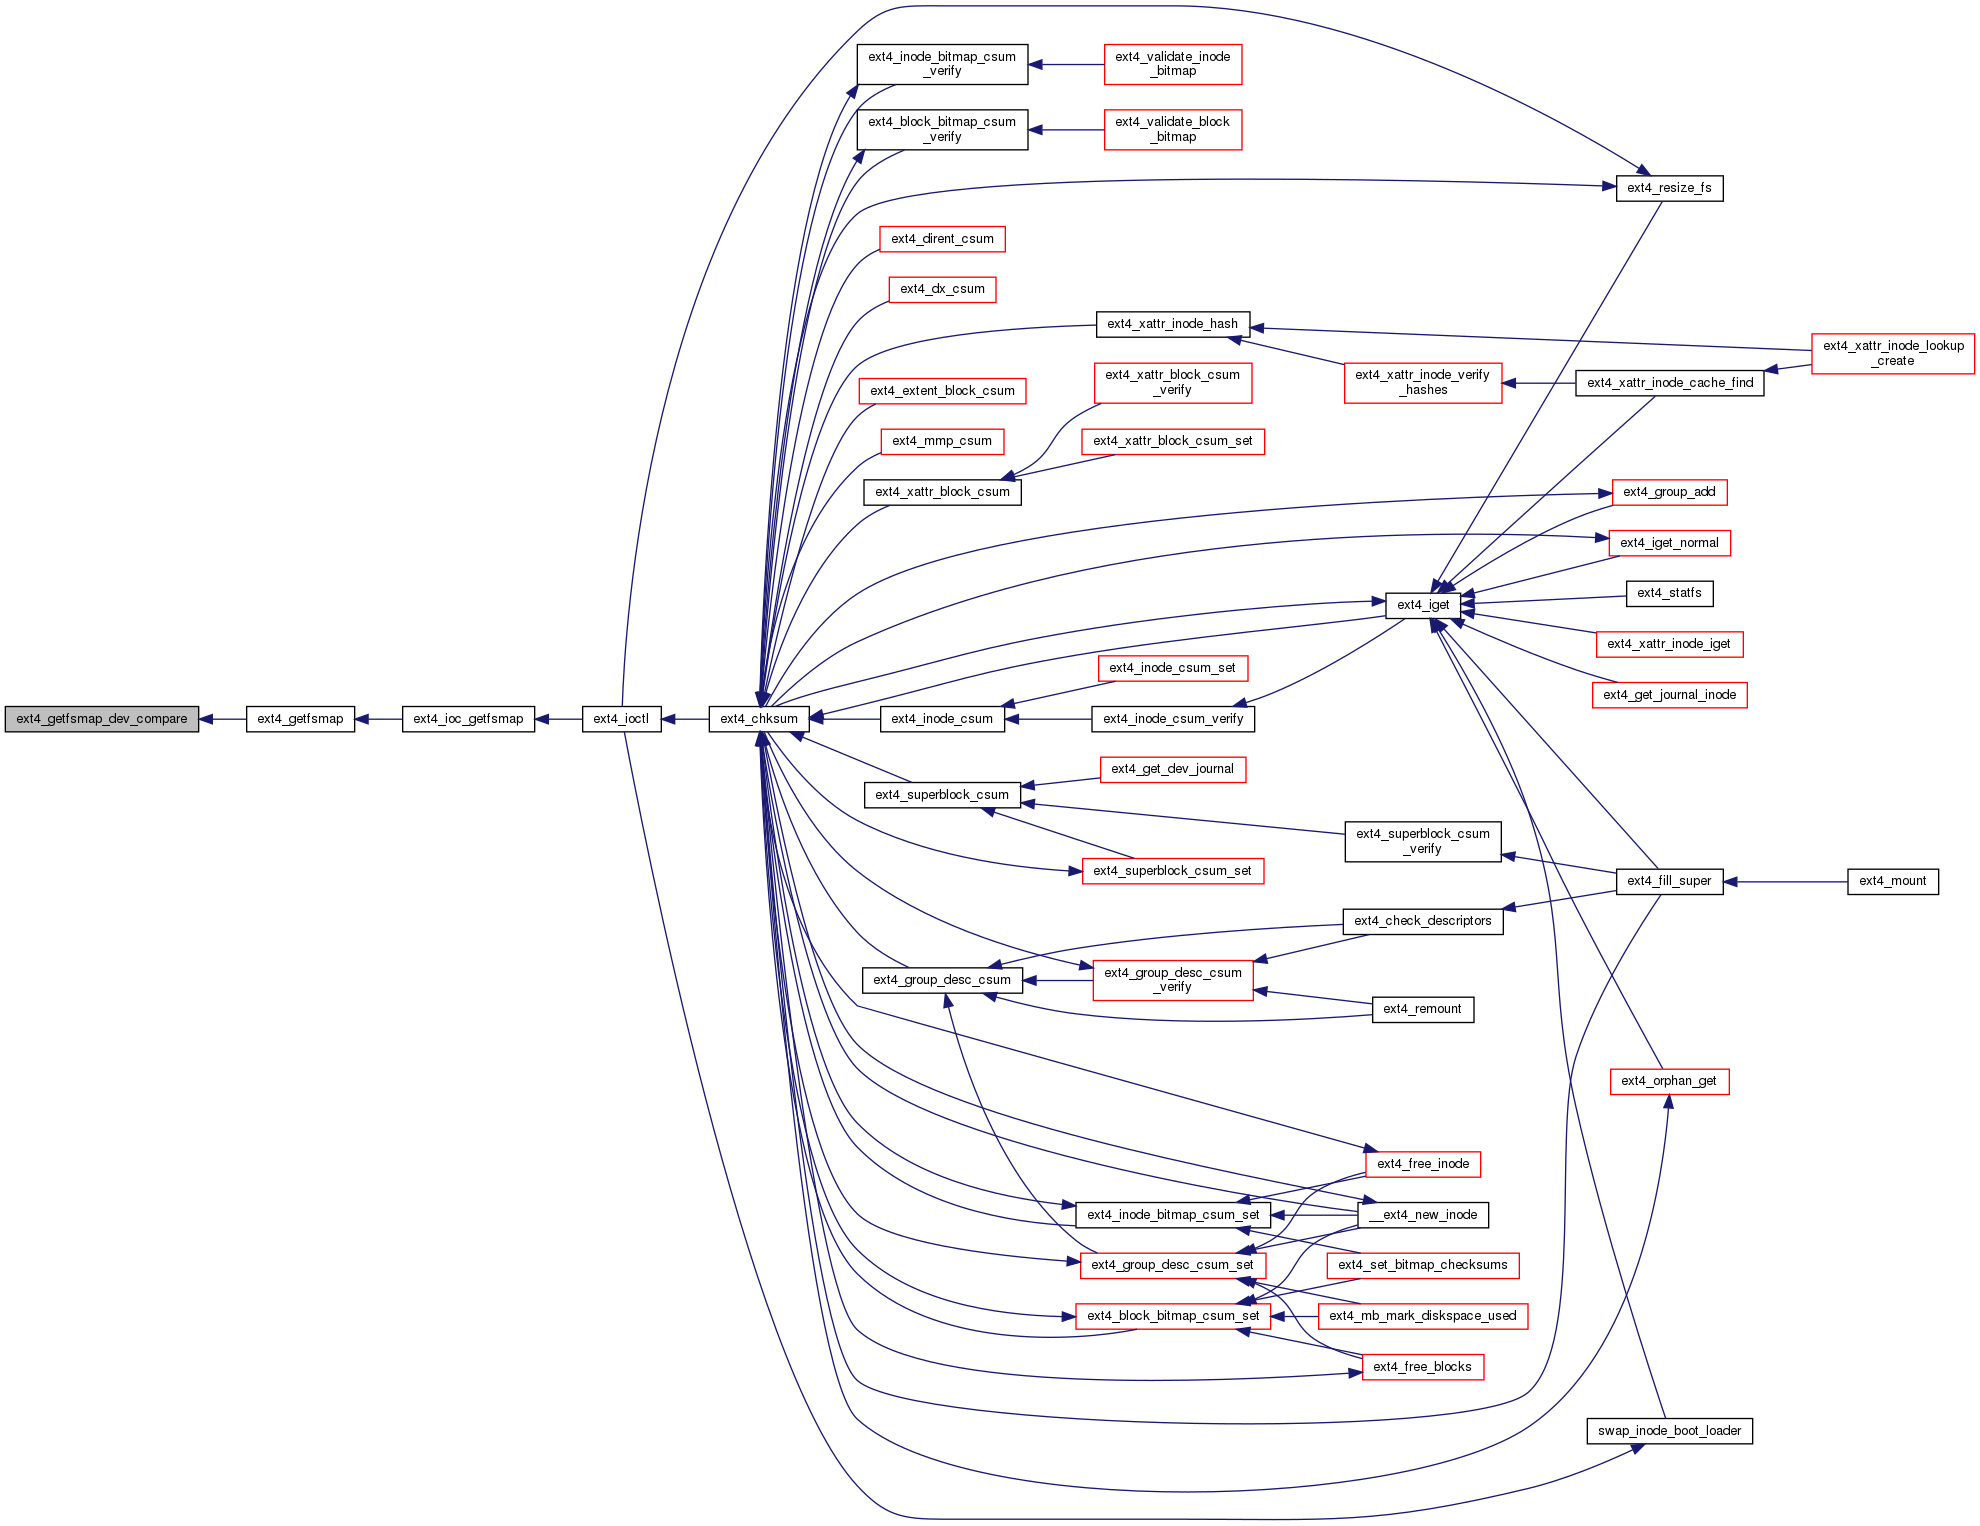 ext4_inode_bitmap_csum
_verify
ext4_validate_inode
_bitmap
ext4_block_bitmap_csum
_verify
ext4_validate_block
_bitmap
ext4_resize_fs
ext4_dirent_csum
ext4_dx_csum
ext4_xattr_inode_hash
ext4_xattr_inode_lookup
_create
ext4_xattr_inode_verify
_hashes
ext4_xattr_inode_cache_find
ext4_xattr_block_csum
_verify
ext4_extent_block_csum
ext4_mmp_csum
ext4_xattr_block_csum_set
ext4_xattr_block_csum
ext4_group_add
ext4_iget_normal
ext4_statfs
ext4_iget
ext4_xattr_inode_iget
ext4_inode_csum_set
ext4_get_journal_inode
ext4_getfsmap_dev_compare
ext4_getfsmap
ext4_ioc_getfsmap
ext4_ioctl
ext4_chksum
ext4_inode_csum
ext4_inode_csum_verify
ext4_get_dev_journal
ext4_superblock_csum
ext4_superblock_csum
_verify
ext4_superblock_csum_set
ext4_fill_super
ext4_mount
ext4_check_descriptors
ext4_group_desc_csum
ext4_group_desc_csum
_verify
ext4_remount
ext4_orphan_get
ext4_free_inode
ext4_inode_bitmap_csum_set
__ext4_new_inode
ext4_group_desc_csum_set
ext4_set_bitmap_checksums
ext4_block_bitmap_csum_set
ext4_mb_mark_diskspace_used
ext4_free_blocks
swap_inode_boot_loader